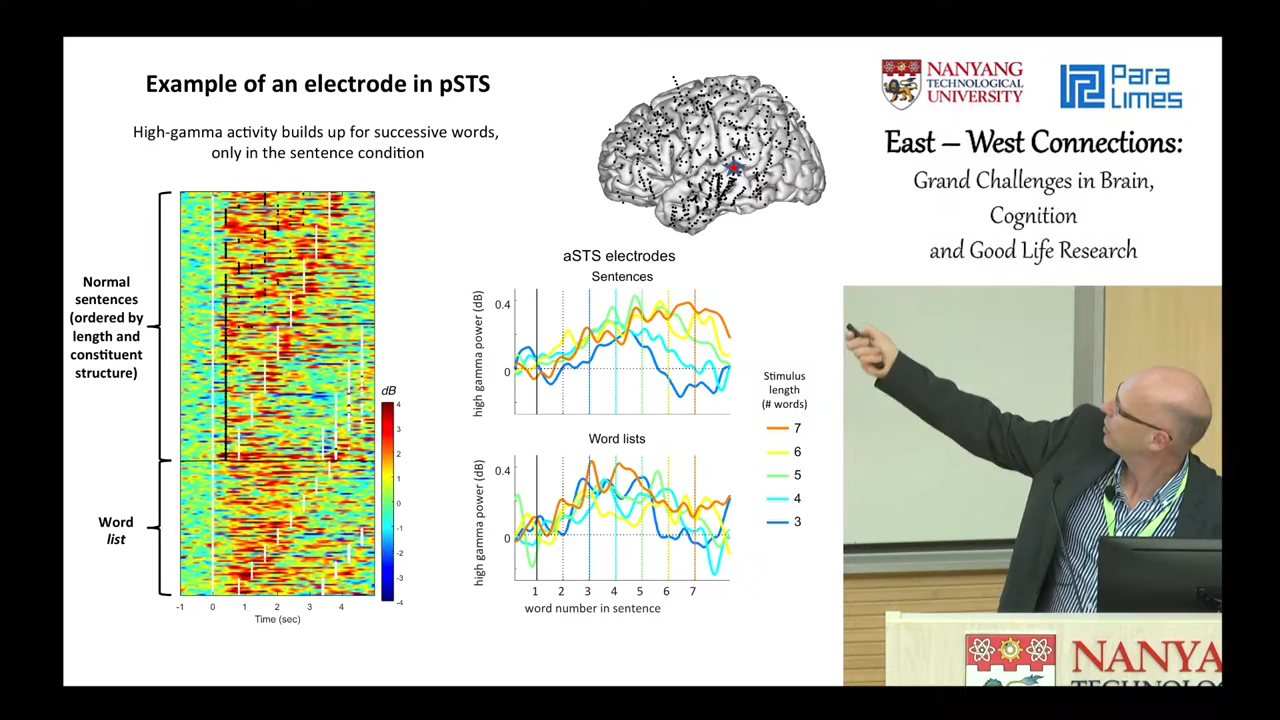 Example of an electrode in pSTS
High-gamma activity builds up for successive words,
only in the sentence condition
Normal
sentences
(ordered by
length and
constituent
structure)
Word
list
dB
4
3
2
1
0
-1
-2
-3
-4
-1
0
1
2
3
4
Time (sec)
aSTS electrodes
Sentences
high gamma power (dB)
0.4
0
Word lists
high gamma power (dB)
0.4
0
1 2 3 4 5 6 7
word number in sentence
Stimulus
length
(# words)
7
6
5
4
3
NANYANG
TECHNOLOGICAL
UNIVERSITY
Para
Limes
East – West Connections:
Grand Challenges in Brain,
Cognition
and Good Life Research
NANYA
TECHNOLOG